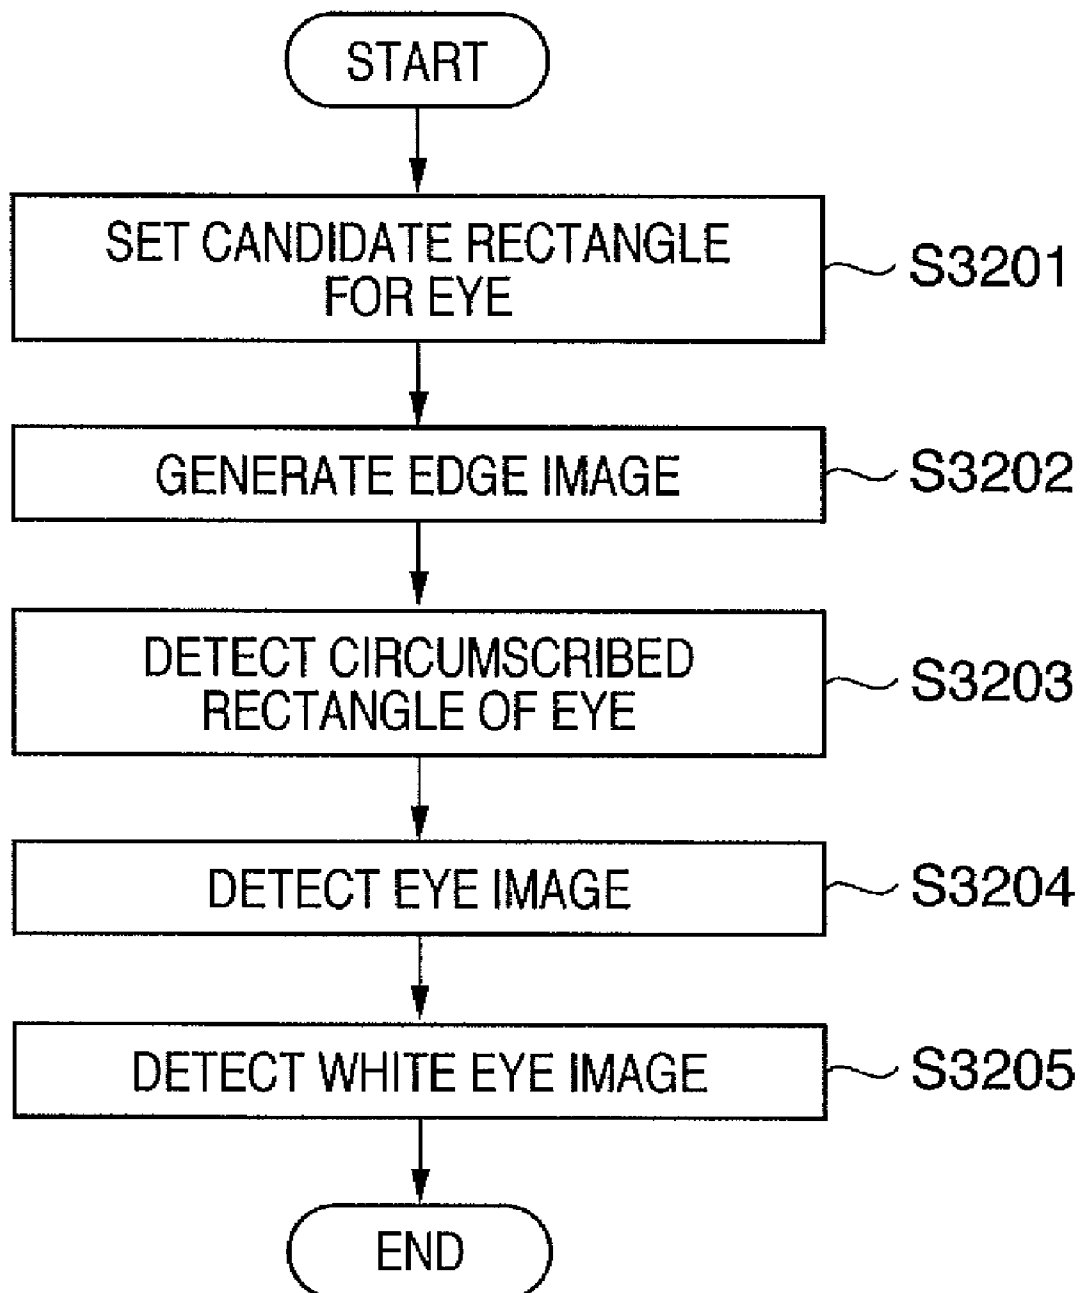 START
SET CANDIDATE RECTANGLE
FOR EYE
S3201
GENERATE EDGE IMAGE
S3202
DETECT CIRCUMSCRIBED
RECTANGLE OF EYE
S3203
DETECT EYE IMAGE
S3204
DETECT WHITE EYE IMAGE
S3205
END